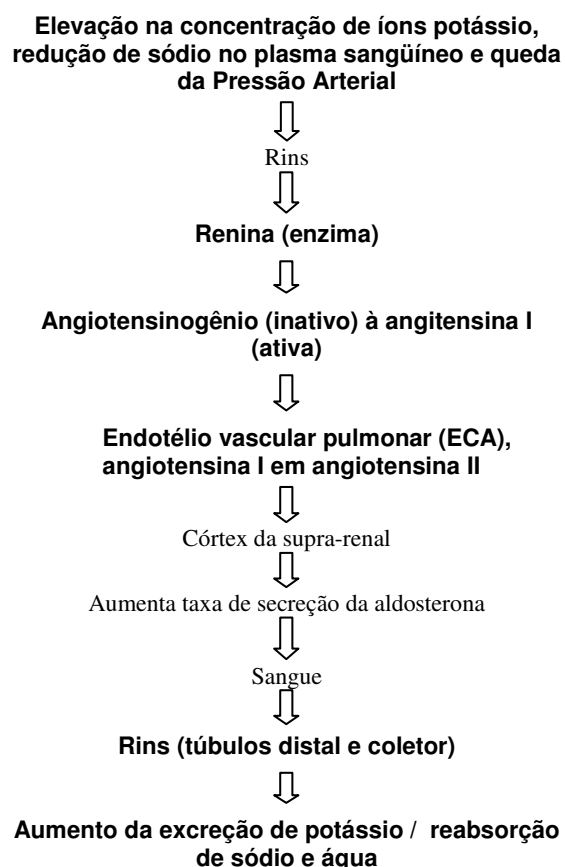 Elevação na concentração de íons potássio,
redução de sódio no plasma sangüíneo e queda
da Pressão Arterial
Rins
Renina (enzima)
Angiotensinogênio (inativo) à angitensina I
(ativa)
Endotélio vascular pulmonar (ECA),
angiotensina I em angiotensina II
Córtex da supra-renal
Aumenta taxa de secreção da aldosterona
Sangue
Rins (túbulos distal e coletor)
Aumento da excreção de potássio / reabsorção
de sódio e água